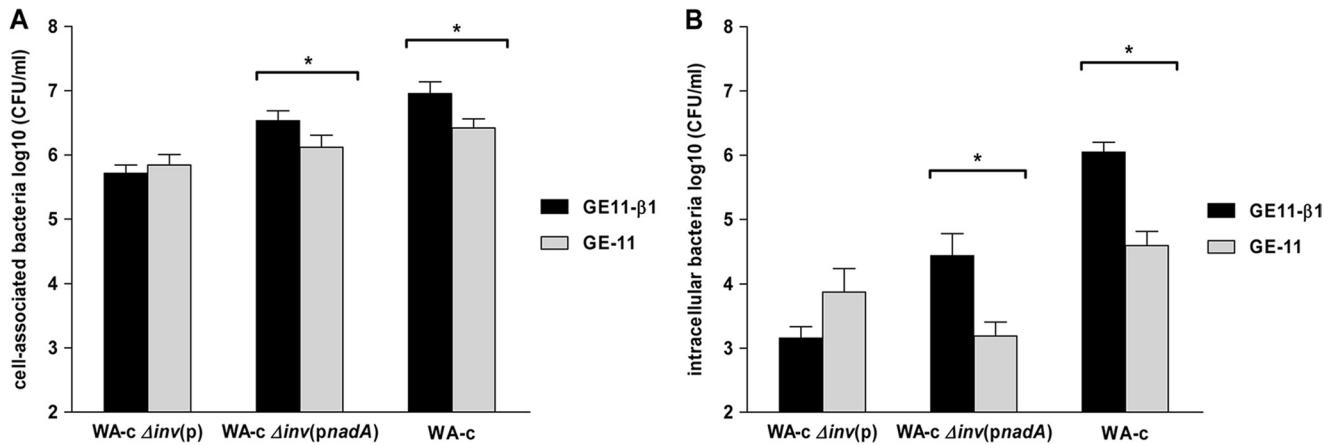 A
cell-associated bacteria log10 (CFU/ml)
8
7
6
5
4
3
2
*
*
WA-c Δinv(p)
WA-c Δinv(pnadA)
WA-c
GE11-β1
GE-11
B
intracellular bacteria log10 (CFU/ml)
8
7
6
5
4
3
2
*
*
WA-c Δinv(p)
WA-c Δinv(pnadA)
WA-c
GE11-β1
GE-11